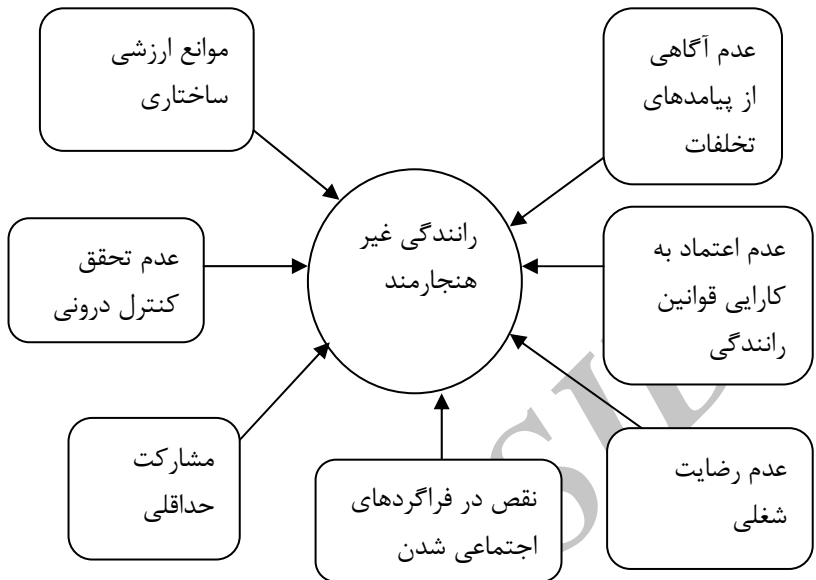 عدم آگاهی
از پیامدهای
تخلفات
موانع ارزشی
ساختاری
رانندگی غیر
هنجارمند
عدم اعتماد به
کارایی قوانین
رانندگی
عدم تحقق
کنترل درونی
عدم رضایت
شغلی
نقص در فراگردهای
اجتماعی شدن
مشارکت
حداقلی